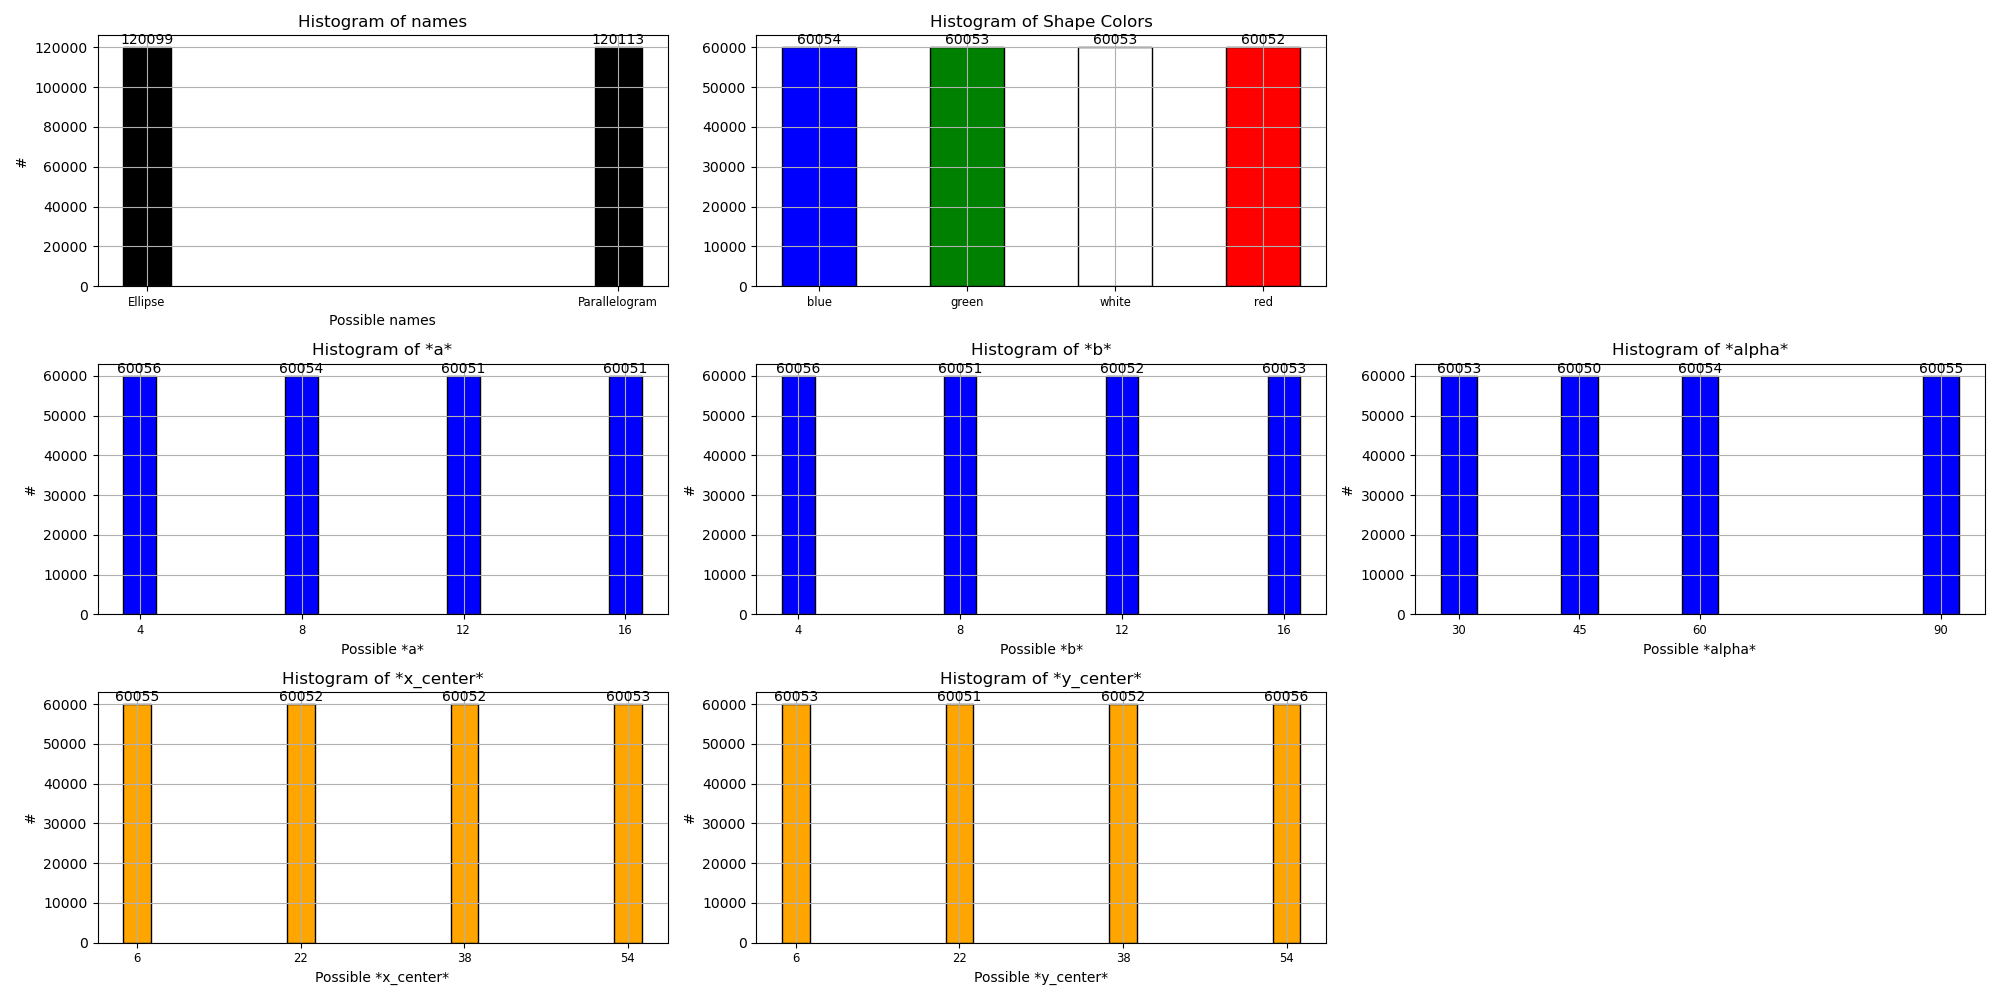 Histogram of names
120099 120113
120000
100000
80000
60000
40000
20000
0
#
Ellipse Parallelogram
Possible names
Histogram of Shape Colors
60054 60053 60053 60052
60000
50000
40000
30000
20000
10000
0
blue green white red
Histogram of *a*
60056 60054 60051 60051
60000
50000
40000
30000
20000
10000
0
#
4 8 12 16
Possible *a*
Histogram of *b*
60056 60051 60052 60053
60000
50000
40000
30000
20000
10000
0
#
4 8 12 16
Possible *b*
Histogram of *alpha*
60053 60050 60054 60055
60000
50000
40000
30000
20000
10000
0
#
30 45 60 90
Possible *alpha*
Histogram of *x_center*
60055 60052 60052 60053
60000
50000
40000
30000
20000
10000
0
#
6 22 38 54
Possible *x_center*
Histogram of *y_center*
60053 60051 60052 60056
60000
50000
40000
30000
20000
10000
0
#
6 22 38 54
Possible *y_center*